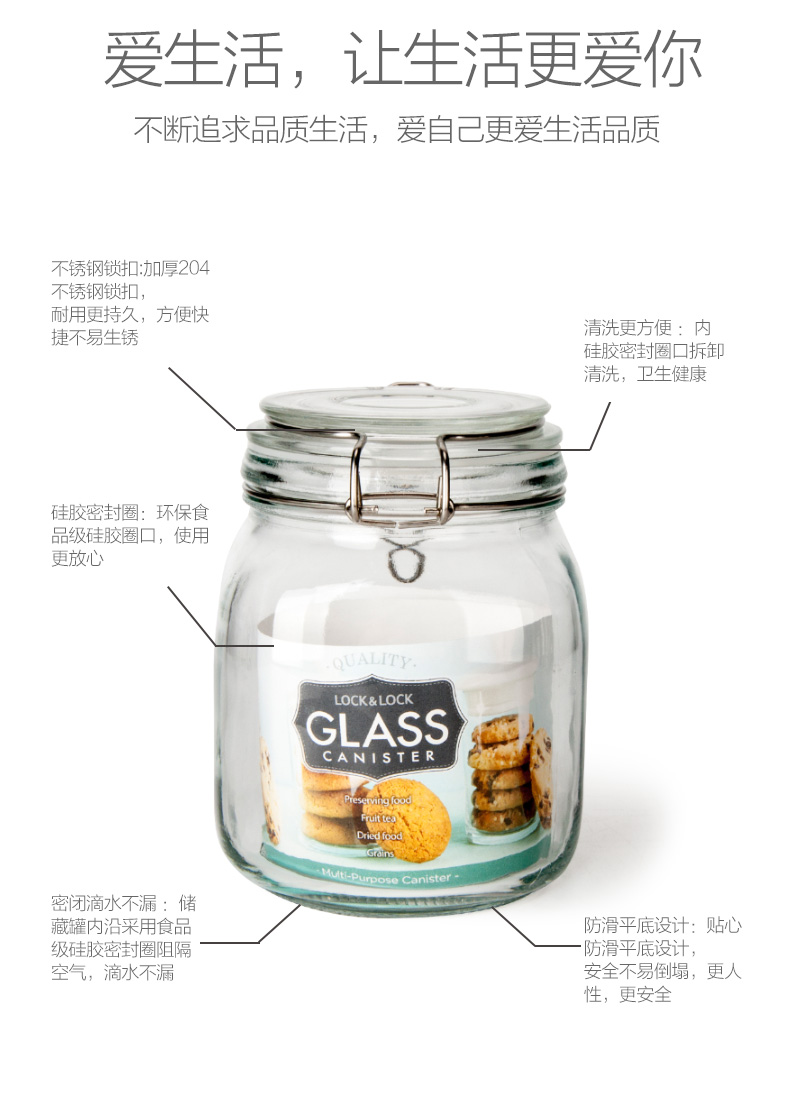 爱生活，让生活更爱你
不断追求品质生活，爱自己更爱生活品质
不锈钢锁扣:加厚204
不锈钢锁扣，
耐用更持久，方便快
捷不易生锈
清洗更方便：内
硅胶密封圈口拆卸
清洗，卫生健康
硅胶密封圈：环保食
品级硅胶圈口，使用
更放心
·QUALITY·
LOCK&LOCK
GLASS
CANISTER
Preserving food
Fruit tea
Dried food
Grains
- Multi-Purpose Canister -
密闭滴水不漏：储
藏罐内沿采用食品
级硅胶密封圈阻隔
空气，滴水不漏
防滑平底设计：贴心
防滑平底设计，
安全不易倒塌，更人
性，更安全